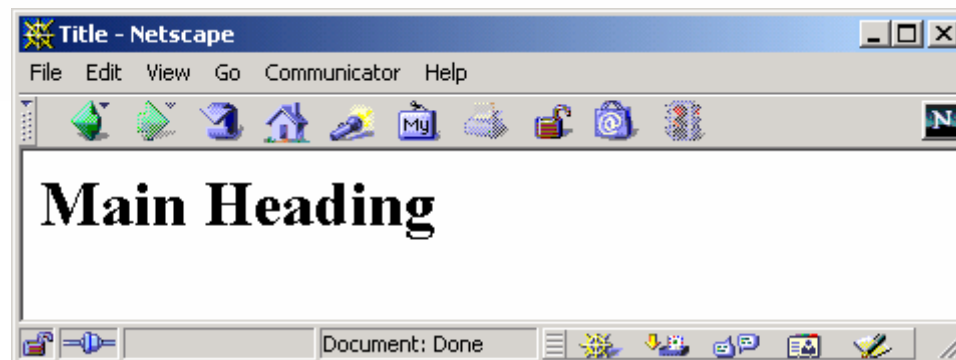 Title - Netscape
File Edit View Go Communicator Help
My N
Main Heading
Document: Done